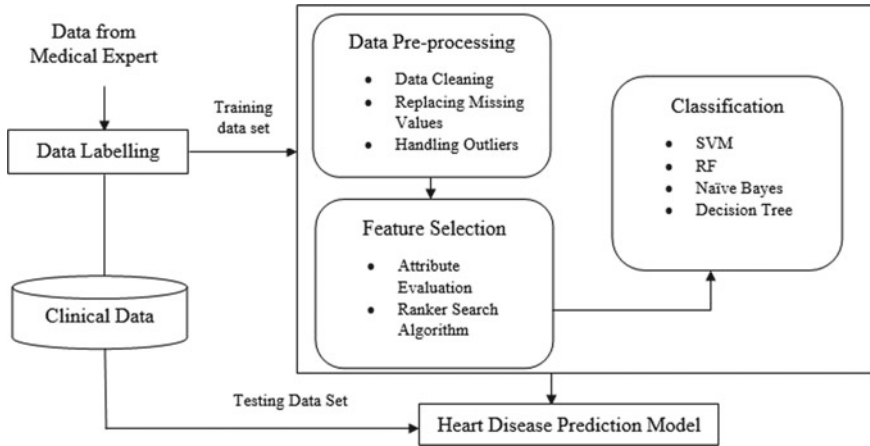 Data from
Medical Expert
Data Labelling
Clinical Data
Training
data set
Data Pre-processing
• Data Cleaning
• Replacing Missing
Values
• Handling Outliers
Feature Selection
• Attribute
Evaluation
• Ranker Search
Algorithm
Classification
• SVM
• RF
• Naïve Bayes
• Decision Tree
Testing Data Set
Heart Disease Prediction Model